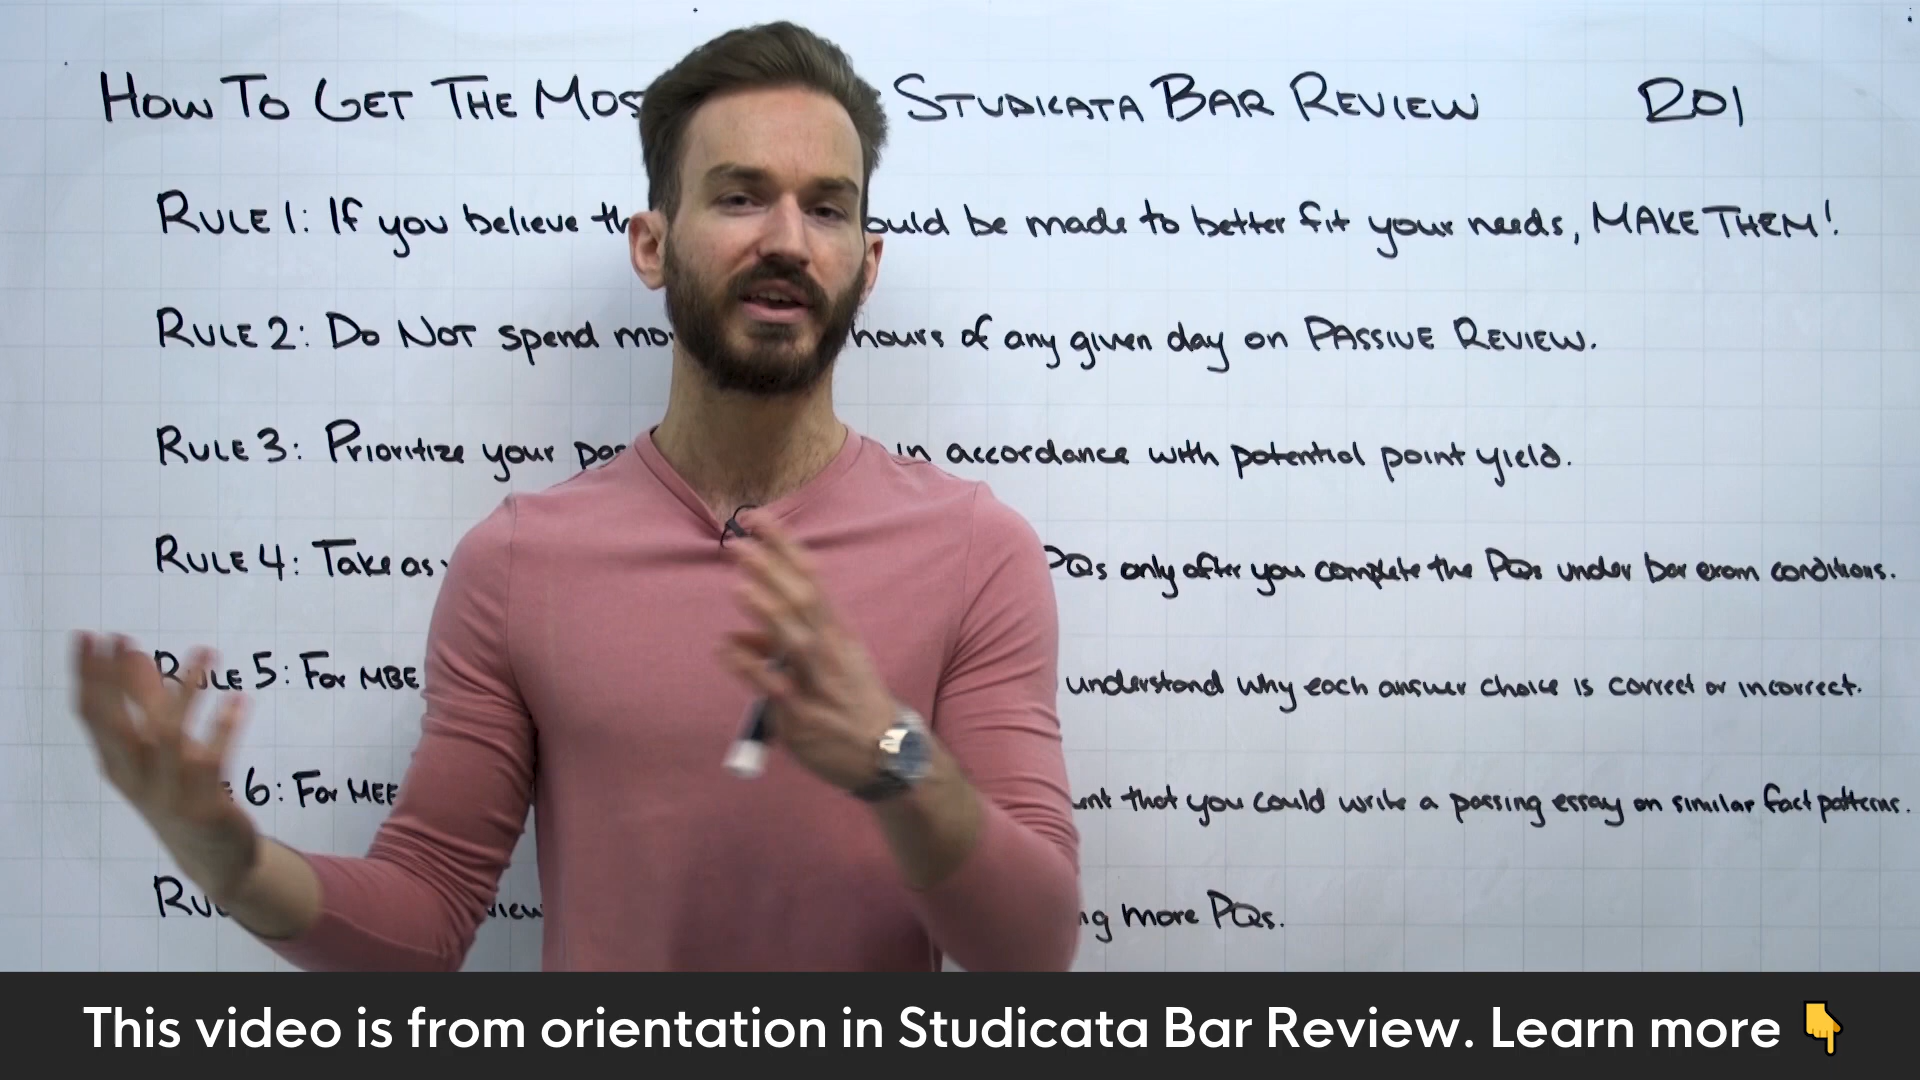 HOW TO GET THE MOS STUDICATA BAR REVIEW 201
RULE 1: If you believe th ould be made to better fit your needs, MAKE THEM!
RULE 2: DO NOT spend mo hours of any given day on PASSIVE REVIEW.
RULE 3: Prioritize your pas in accordance with potential point yield.
RULE 4: Take as PQs only after you complete the PQs under bar exam conditions.
RULE 5: For MBE understand why each answer choice is correct or incorrect.
6: For MEE ent that you could write a passing essay on similar fact patterns.
RU view ng more PQs.
This video is from orientation in Studicata Bar Review. Learn more 👇